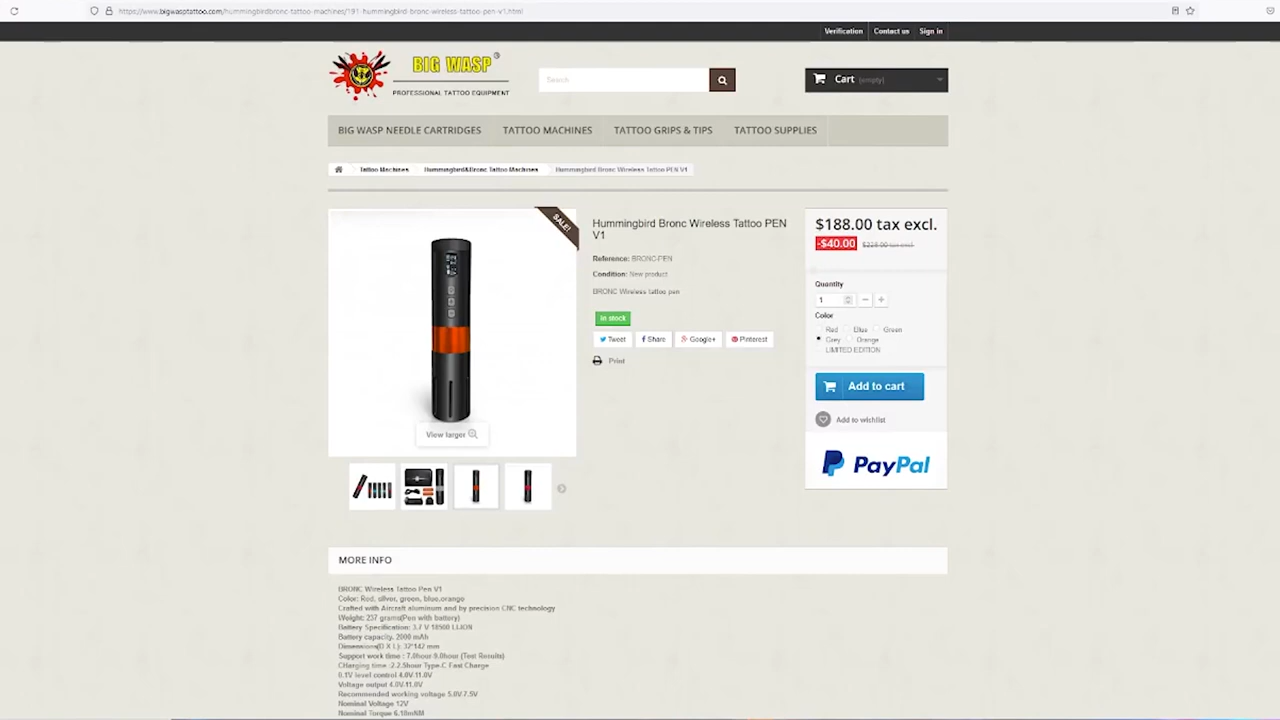 https://www.bigwasptattoo.com/hummingbirdbronc-tattoo-machines/191-hummingbird-bronc-wireless-tattoo-pen-v1.html
Verification Contact us Sign in
BIG WASP ®
PROFESSIONAL TATTOO EQUIPMENT
Search
Cart (empty)
BIG WASP NEEDLE CARTRIDGES TATTOO MACHINES TATTOO GRIPS & TIPS TATTOO SUPPLIES
Tattoo Machines Hummingbird&Bronc Tattoo Machines Hummingbird Bronc Wireless Tattoo PEN V1
SALE!
Hummingbird Bronc Wireless Tattoo PEN
V1
Reference: BRONC-PEN
Condition: New product
BRONC Wireless tattoo pen
In stock
Tweet Share Google+ Pinterest
Print
View larger
$188.00 tax excl.
-$40.00 $228.00 tax excl.
Quantity
1
Color
Red Blue Green
Grey Orange
LIMITED EDITION
Add to cart
Add to wishlist
PayPal
MORE INFO
BRONC Wireless Tattoo Pen V1
Color: Red, silver, green, blue,orange
Crafted with Aircraft aluminum and by precision CNC technology
Weight: 237 grams(Pen with battery)
Battery Specification: 3.7 V 18500 LI-ION
Battery capacity. 2000 mAh
Dimensions(D X L): 32*142 mm
Support work time : 7.0hour-9.0hour (Test Results)
CHarging time :2-2.5hour Type-C Fast Charge
0.1V level control 4.0V-11.0V
Voltage output 4.0V-11.0V
Recommended working voltage 5.0V-7.5V
Nominal Voltage 12V
Nominal Torque 6.18mNM